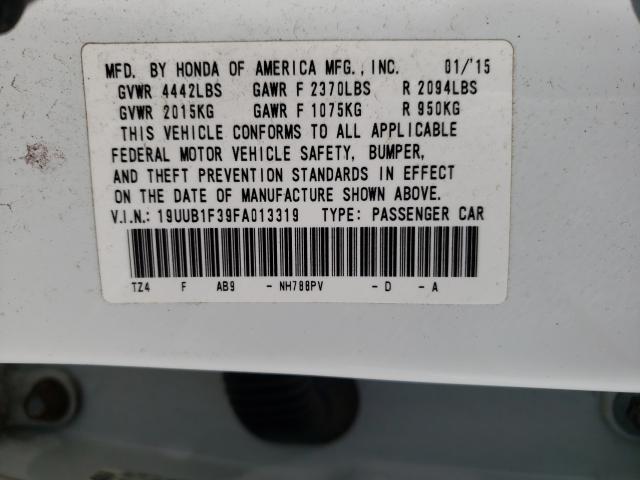 MFD. BY HONDA OF AMERICA MFG., INC. 01/'15
GVWR 4442LBS GAWR F 2370LBS R 2094LBS
GVWR 2015KG GAWR F 1075KG R 950KG
THIS VEHICLE CONFORMS TO ALL APPLICABLE
FEDERAL MOTOR VEHICLE SAFETY, BUMPER,
AND THEFT PREVENTION STANDARDS IN EFFECT
ON THE DATE OF MANUFACTURE SHOWN ABOVE.
V.I.N.: 19UUB1F39FA013319 TYPE: PASSENGER CAR
TZ4 F AB9 - NH788PV - D - A